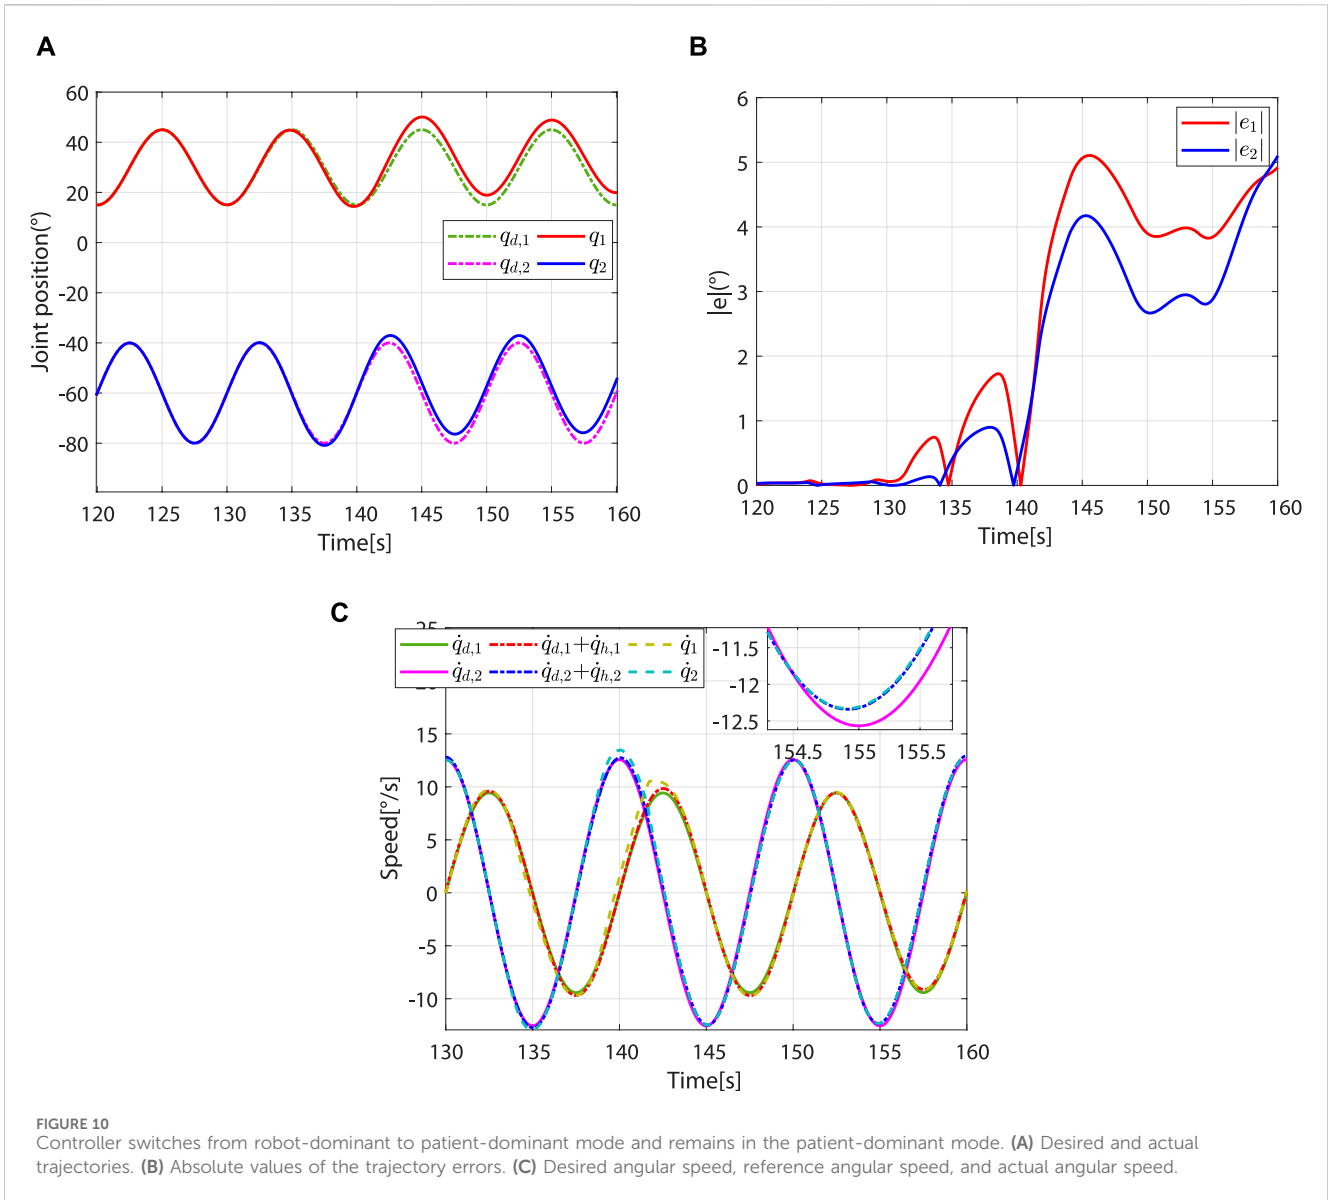 A
60
40
20
0
-20
-40
-60
-80
Joint position(°)
q_{d,1} q_1
q_{d,2} q_2
120 125 130 135 140 145 150 155 160
Time[s]
B
6
5
4
3
2
1
0
|e|(°)
|e_1|
|e_2|
120 125 130 135 140 145 150 155 160
Time[s]
C
25
20
15
10
5
0
-5
-10
Speed[°/s]
q̇_{d,1} q̇_{d,1}+q̇_{h,1} q̇_1
q̇_{d,2} q̇_{d,2}+q̇_{h,2} q̇_2
-11.5
-12
-12.5
154.5 155 155.5
130 135 140 145 150 155 160
Time[s]
FIGURE 10
Controller switches from robot-dominant to patient-dominant mode and remains in the patient-dominant mode. (A) Desired and actual
trajectories. (B) Absolute values of the trajectory errors. (C) Desired angular speed, reference angular speed, and actual angular speed.